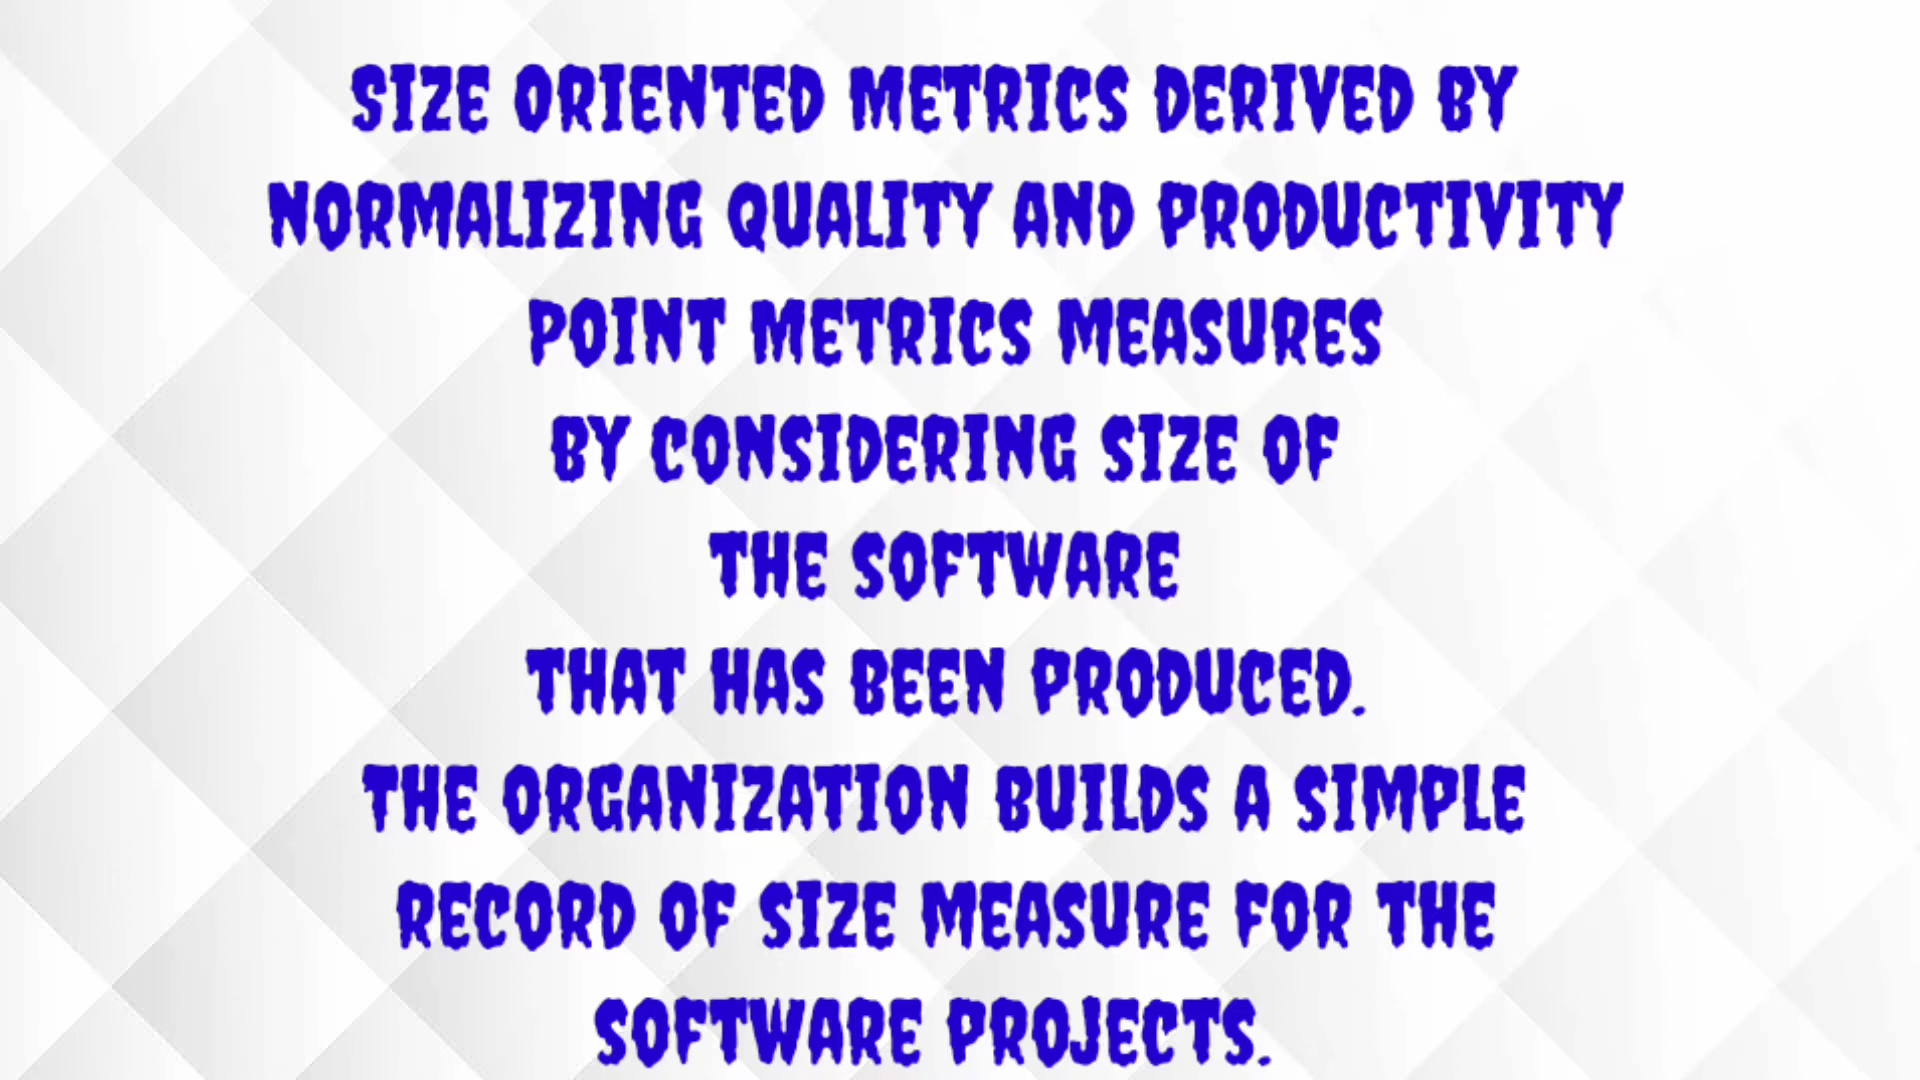 SIZE ORIENTED METRICS DERIVED BY
NORMALIZING QUALITY AND PRODUCTIVITY
POINT METRICS MEASURES
BY CONSIDERING SIZE OF
THE SOFTWARE
THAT HAS BEEN PRODUCED.
THE ORGANIZATION BUILDS A SIMPLE
RECORD OF SIZE MEASURE FOR THE
SOFTWARE PROJECTS.